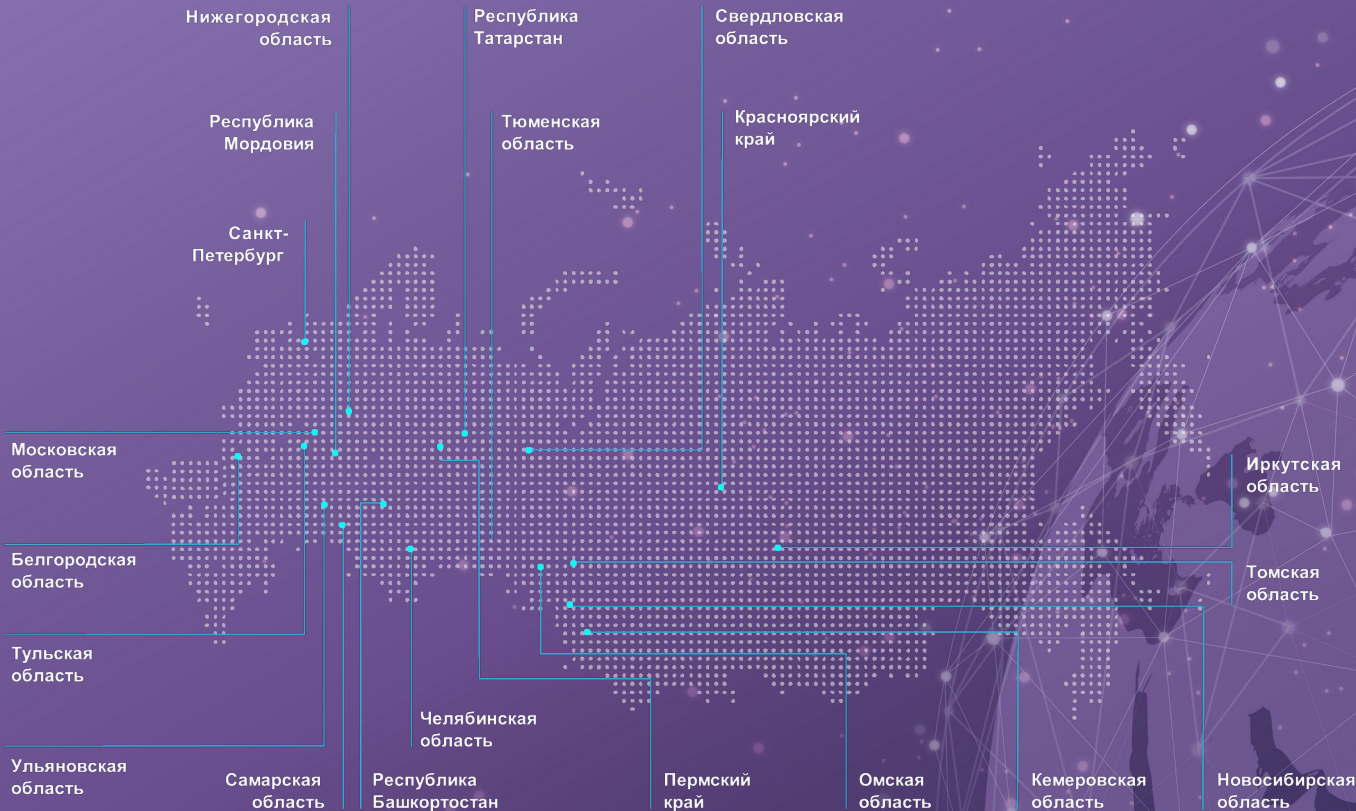 Нижегородская
область
Республика
Татарстан
Свердловская
область
Республика
Мордовия
Тюменская
область
Красноярский
край
Санкт-
Петербург
Московская
область
Иркутская
область
Белгородская
область
Томская
область
Тульская
область
Челябинская
область
Ульяновская
область
Самарская
область
Республика
Башкортостан
Пермский
край
Омская
область
Кемеровская
область
Новосибирская
область